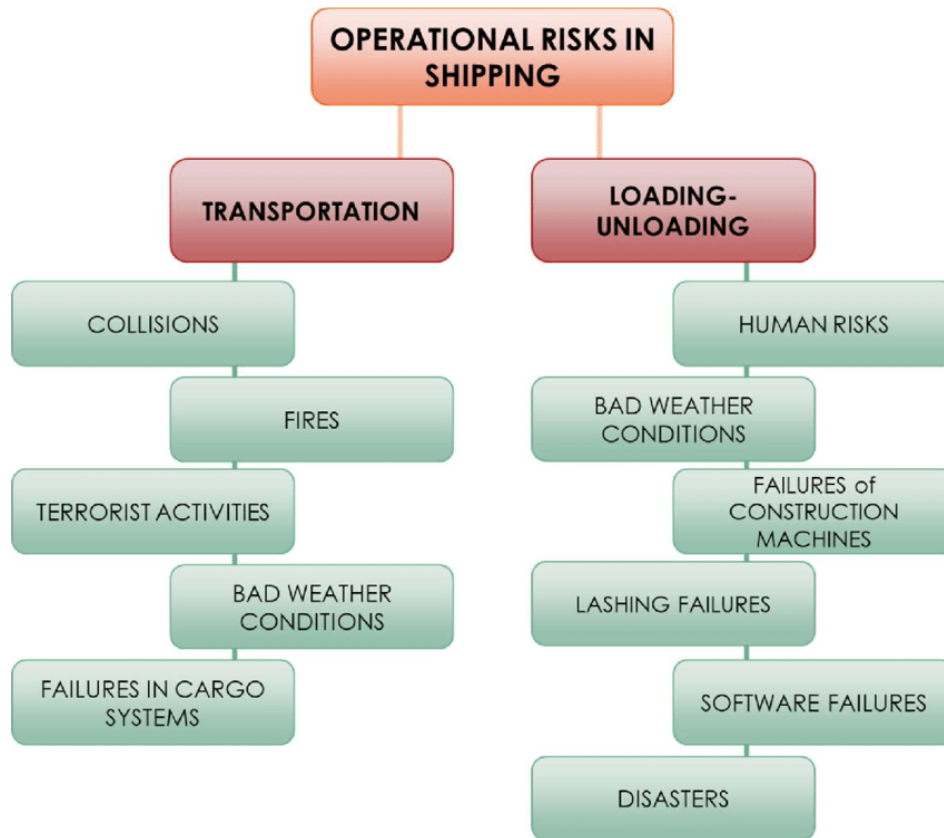 OPERATIONAL RISKS IN
SHIPPING
TRANSPORTATION
LOADING-
UNLOADING
COLLISIONS
FIRES
TERRORIST ACTIVITIES
BAD WEATHER
CONDITIONS
FAILURES IN CARGO
SYSTEMS
HUMAN RISKS
BAD WEATHER
CONDITIONS
FAILURES of
CONSTRUCTION
MACHINES
LASHING FAILURES
SOFTWARE FAILURES
DISASTERS